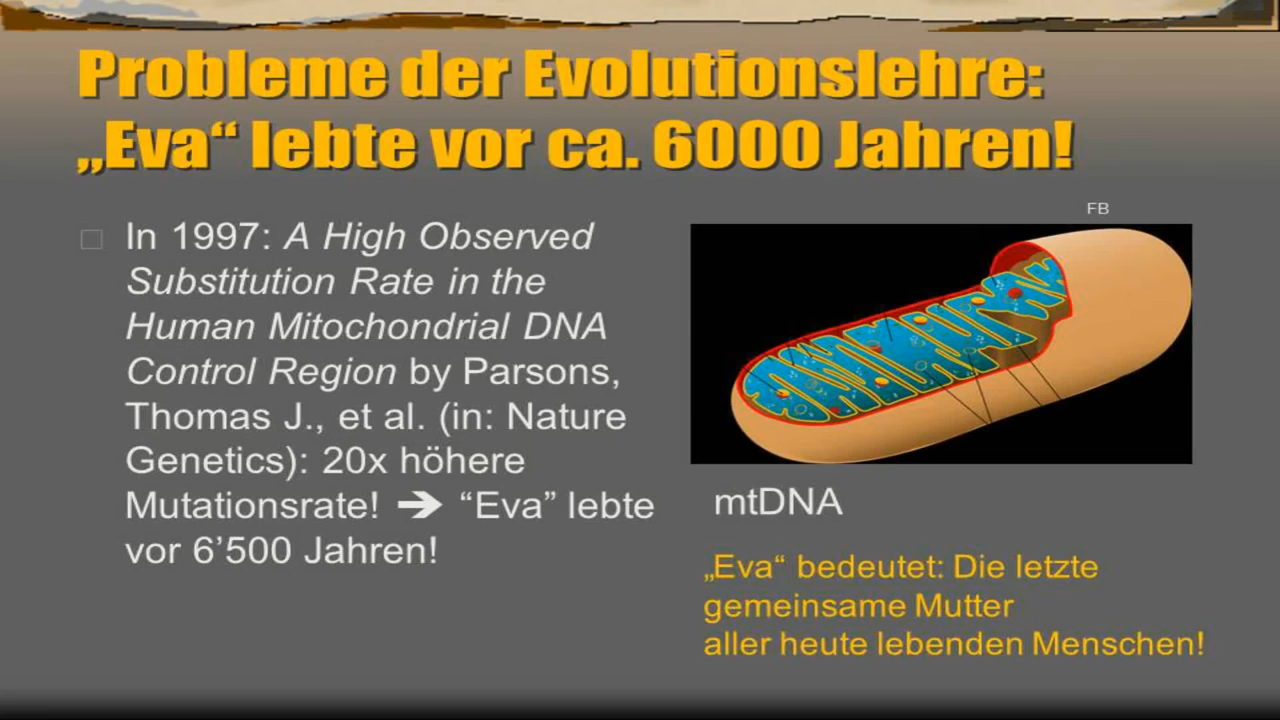 Probleme der Evolutionslehre:
„Eva“ lebte vor ca. 6000 Jahren!
FB
In 1997: A High Observed
Substitution Rate in the
Human Mitochondrial DNA
Control Region by Parsons,
Thomas J., et al. (in: Nature
Genetics): 20x höhere
Mutationsrate! ➔ “Eva” lebte
vor 6’500 Jahren!
mtDNA
„Eva“ bedeutet: Die letzte
gemeinsame Mutter
aller heute lebenden Menschen!